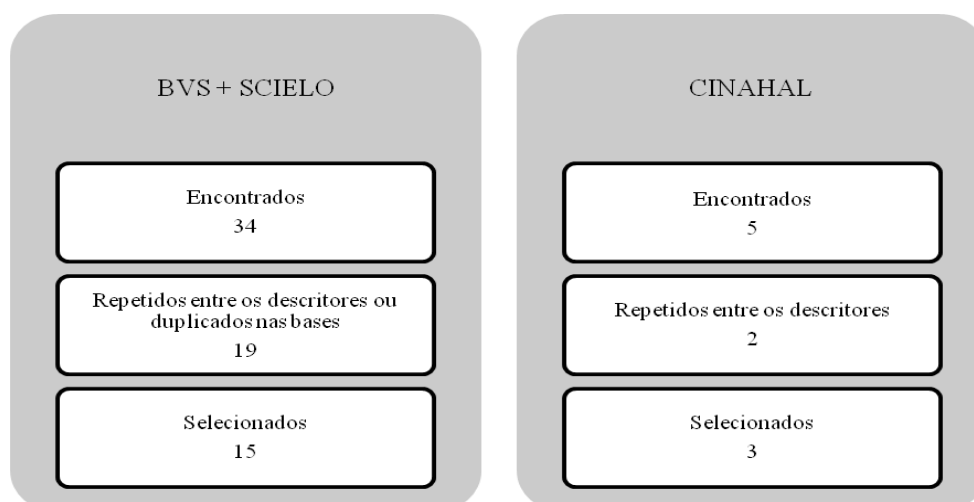 BVS + SCIELO
Encontrados
34
Repetidos entre os descritores ou
duplicados nas bases
19
Selecionados
15
CINAHAL
Encontrados
5
Repetidos entre os descritores
2
Selecionados
3